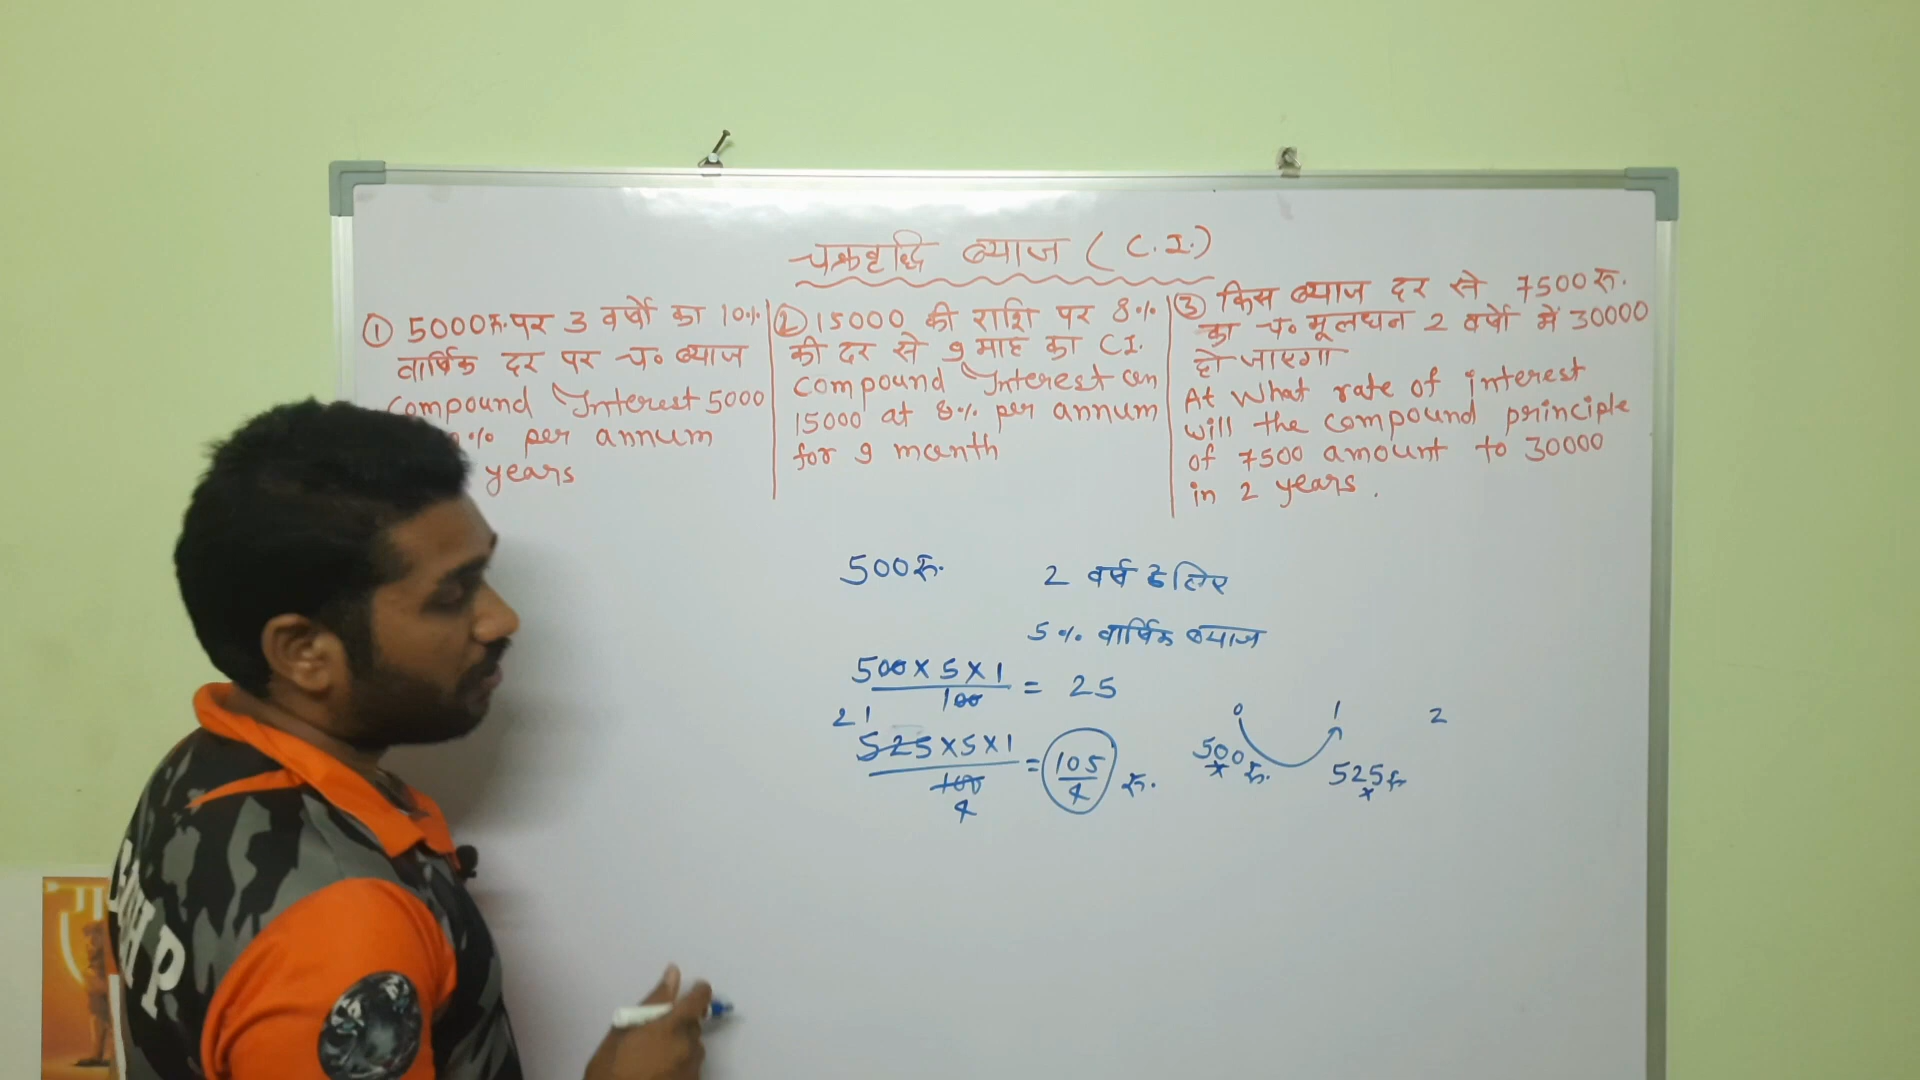 चक्रवृद्धि ब्याज ( C.I.)
① 5000रु. पर 3 वर्षों का 10%
वार्षिक दर पर च० ब्याज
compound Interest 5000
% per annum
years
② 15000 की राशि पर 8%
की दर से 9 माह का CI.
compound Interest on
15000 at 8% per annum
for 9 month
③ किस ब्याज दर से 7500रु.
का च० मूलधन 2 वर्षों में 30000
हो जाएगा
At What rate of interest
will the compound principle
of 7500 amount to 30000
in 2 years.
500रु. 2 वर्ष के लिए
5% वार्षिक ब्याज
500 × 5 × 1
100 = 25
21 0 1 2
525 × 5 × 1
100 = 105/4 रु. 500रु. 525रु
4
HP